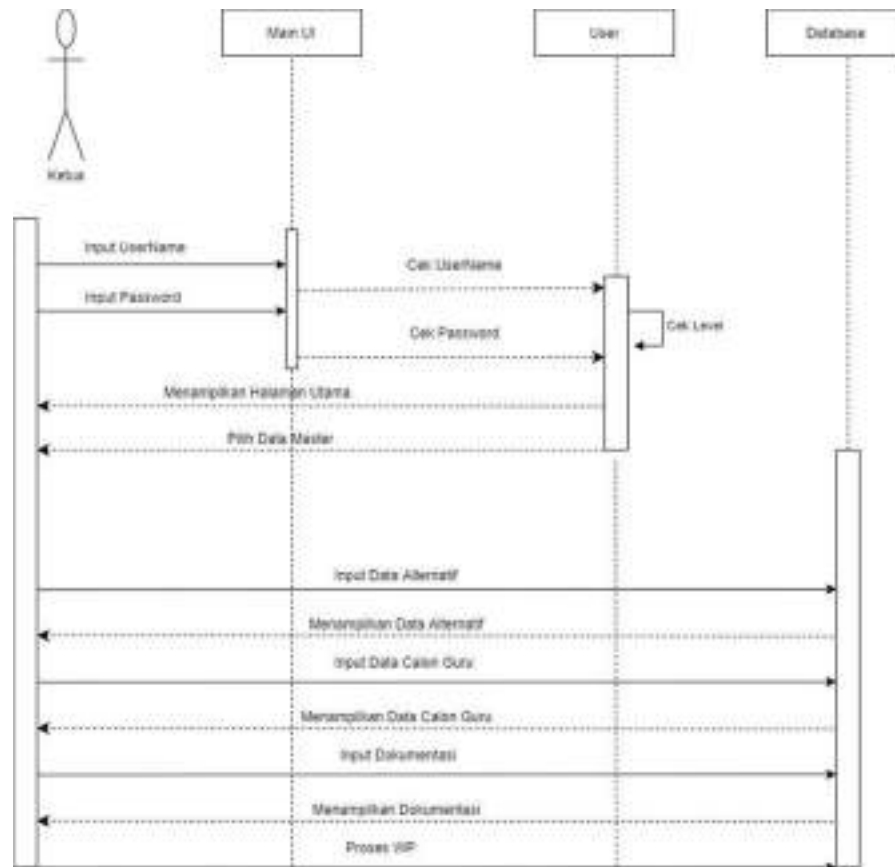 Main UI
User
Database
Ketua
Input UserName
Cek UserName
Input Password
Cek Level
Cek Password
Menampilkan Halaman Utama
Pilih Data Master
Input Data Alternatif
Menampilkan Data Alternatif
Input Data Calon Guru
Menampilkan Data Calon Guru
Input Dokumentasi
Menampilkan Dokumentasi
Proses WP